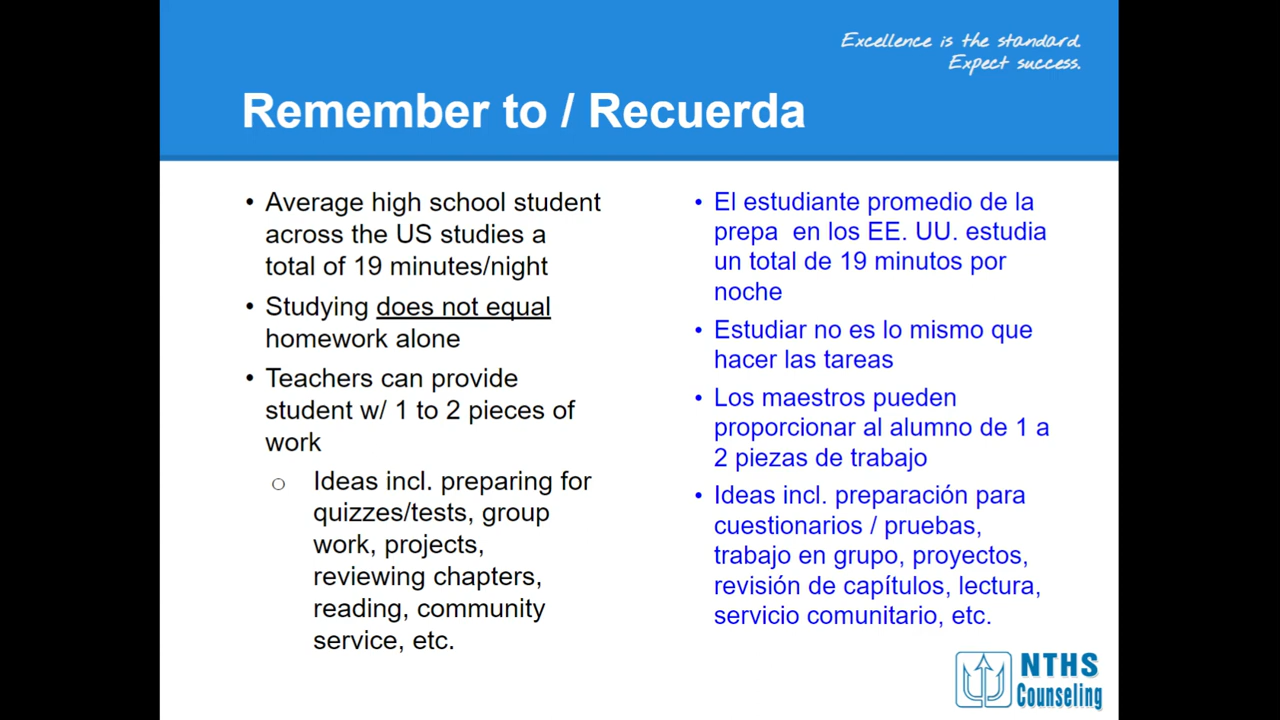 Excellence is the standard.
Expect success.
Remember to / Recuerda
• Average high school student
across the US studies a
total of 19 minutes/night
• Studying does not equal
homework alone
• Teachers can provide
student w/ 1 to 2 pieces of
work
o Ideas incl. preparing for
quizzes/tests, group
work, projects,
reviewing chapters,
reading, community
service, etc.
• El estudiante promedio de la
prepa en los EE. UU. estudia
un total de 19 minutos por
noche
• Estudiar no es lo mismo que
hacer las tareas
• Los maestros pueden
proporcionar al alumno de 1 a
2 piezas de trabajo
• Ideas incl. preparación para
cuestionarios / pruebas,
trabajo en grupo, proyectos,
revisión de capítulos, lectura,
servicio comunitario, etc.
NTHS
Counseling